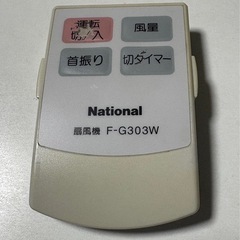 運転
切/入
風量
首振り
切タイマー
National
扇風機 F-G303W